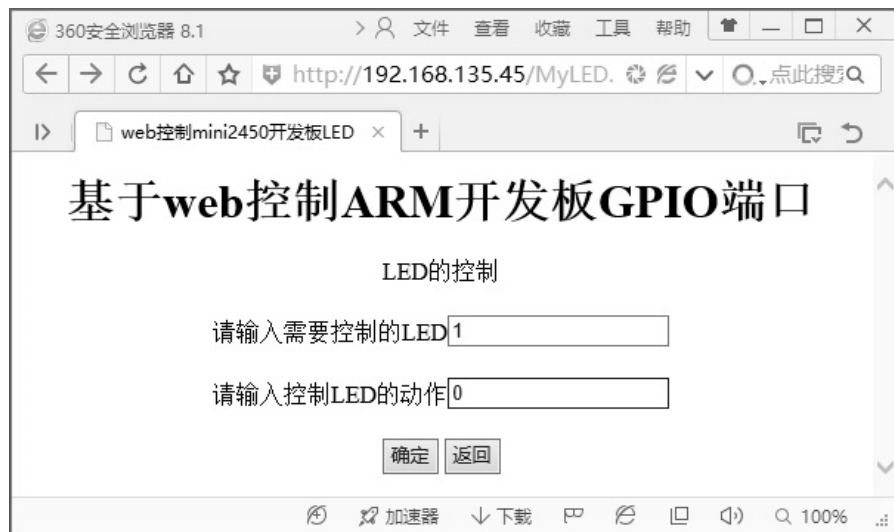 360安全浏览器 8.1 > 文件 查看 收藏 工具 帮助
http://192.168.135.45/MyLED. 点此搜
web控制mini2450开发板LED × +
基于web控制ARM开发板GPIO端口
LED的控制
请输入需要控制的LED 1
请输入控制LED的动作 0
确定 返回
加速器 下载 100%